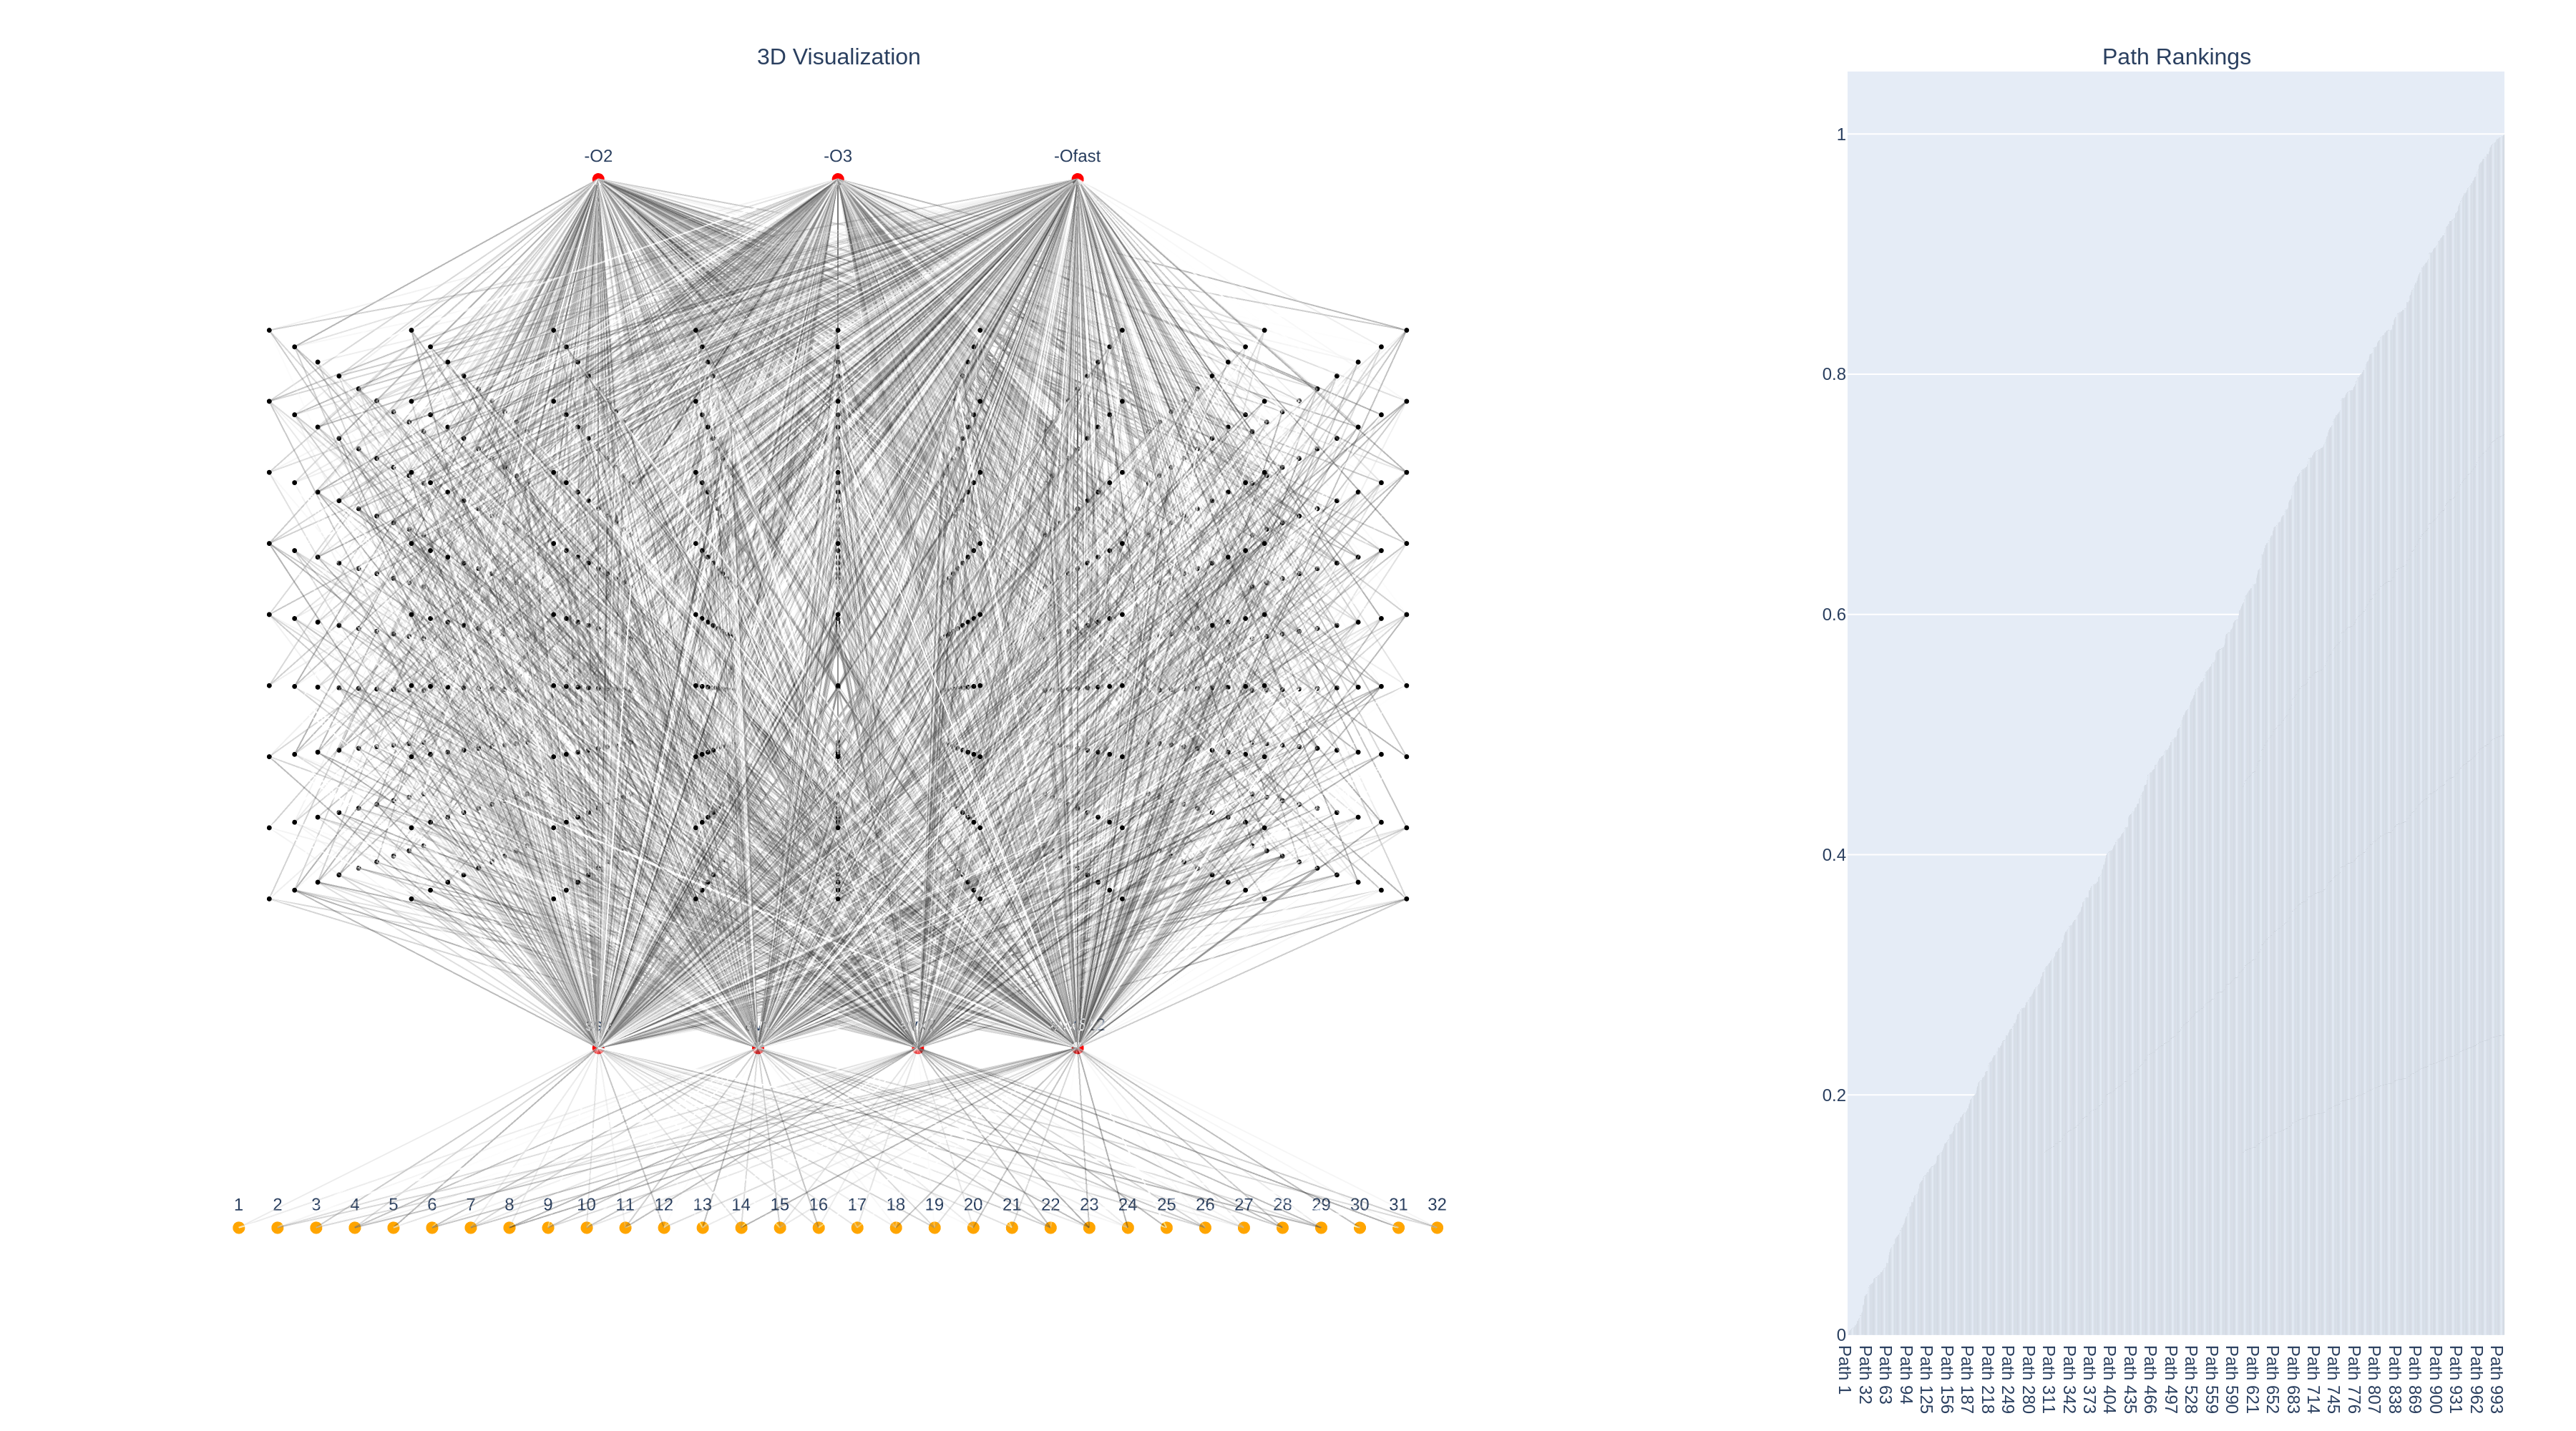 3D Visualization
-O2
-O3
-Ofast
1 2 3 4 5 6 7 8 9 10 11 12 13 14 15 16 17 18 19 20 21 22 23 24 25 26 27 28 29 30 31 32
Path Rankings
1
0.8
0.6
0.4
0.2
0
Path 1
Path 32
Path 63
Path 94
Path 125
Path 156
Path 187
Path 218
Path 249
Path 280
Path 311
Path 342
Path 373
Path 404
Path 435
Path 466
Path 497
Path 528
Path 559
Path 590
Path 621
Path 652
Path 683
Path 714
Path 745
Path 776
Path 807
Path 838
Path 869
Path 900
Path 931
Path 962
Path 993